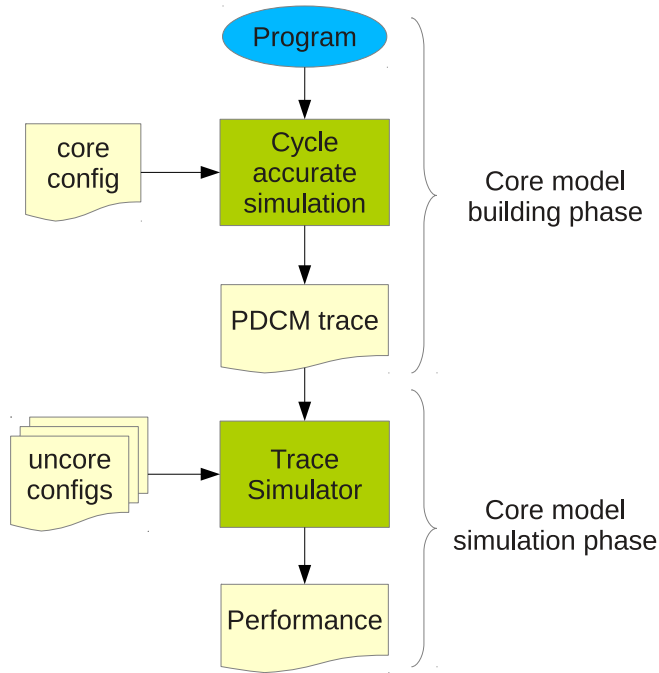 Program
core
config
Cycle
accurate
simulation
Core model
building phase
PDCM trace
uncore
configs
Trace
Simulator
Core model
simulation phase
Performance